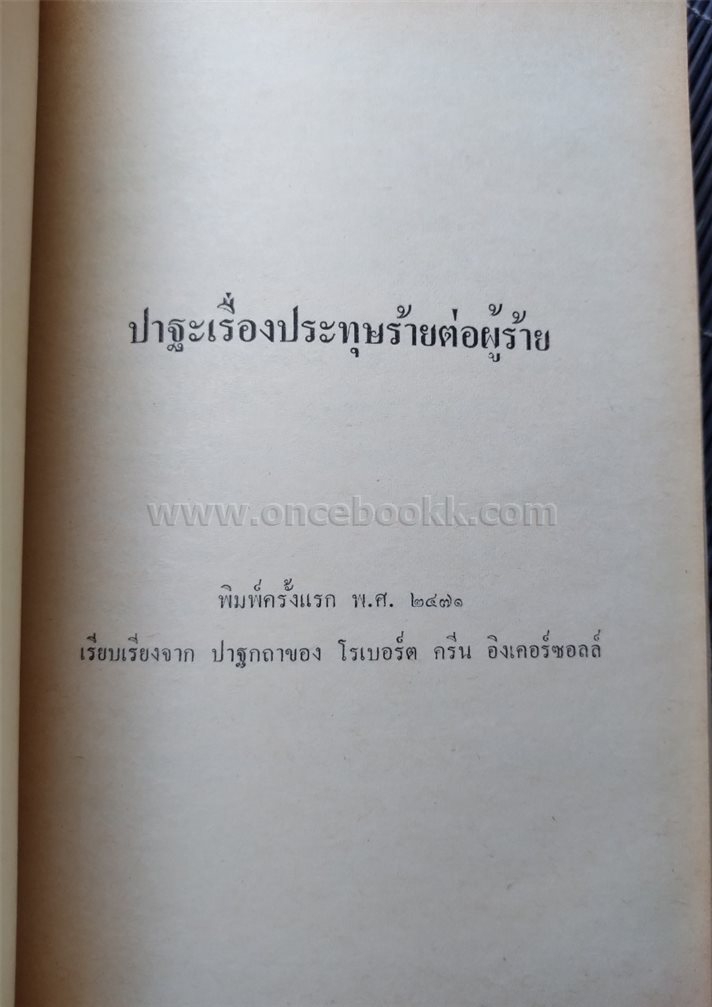 ปาฐะเรื่องประทุษร้ายต่อผู้ร้าย
www.oncebookk.com
พิมพ์ครั้งแรก พ.ศ. ๒๔๗๑
เรียบเรียงจาก ปาฐกถาของ โรเบอร์ต ครีน อิงเคอร์ซอลล์